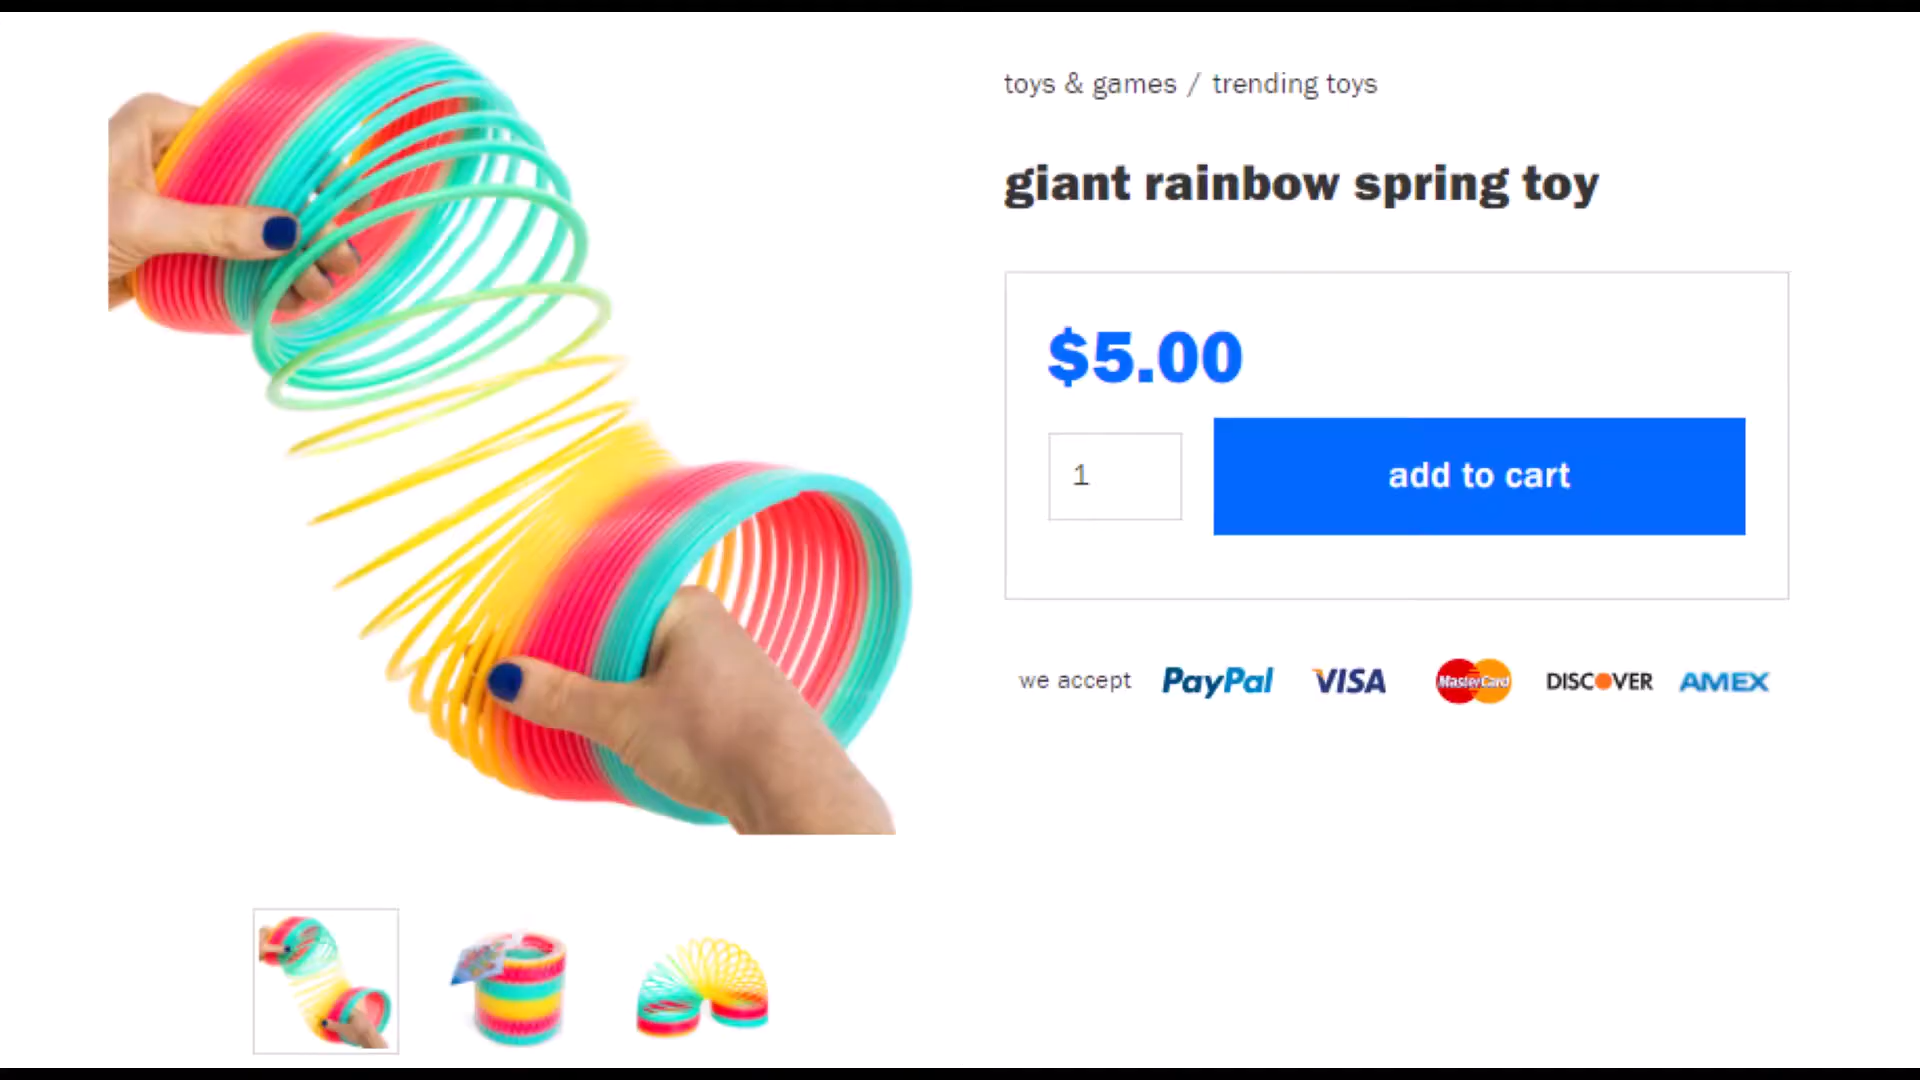 toys & games / trending toys
giant rainbow spring toy
$5.00
1
add to cart
we accept PayPal VISA MasterCard DISCOVER AMEX